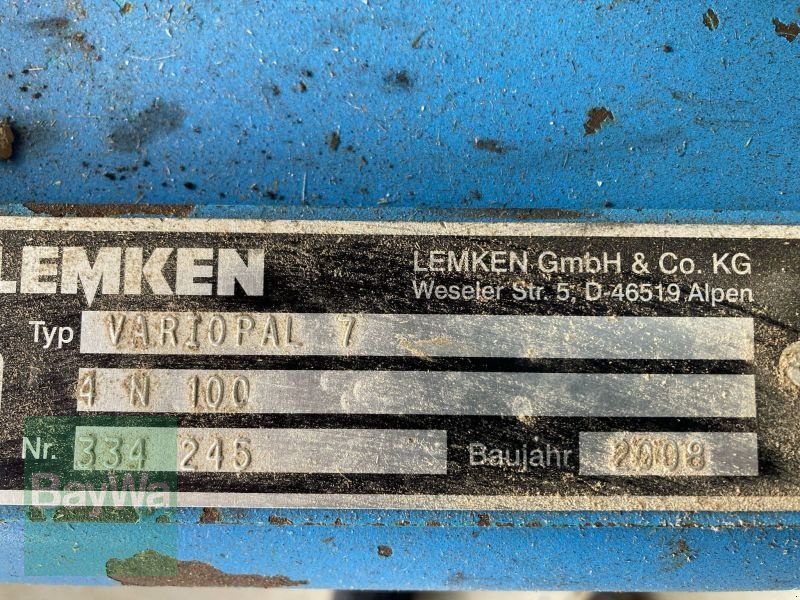 LEMKEN
LEMKEN GmbH & Co. KG
Weseler Str. 5, D-46519 Alpen
Typ VARIOPAL 7
4 N 100
Nr. 334 245 Baujahr 2008
BayWa